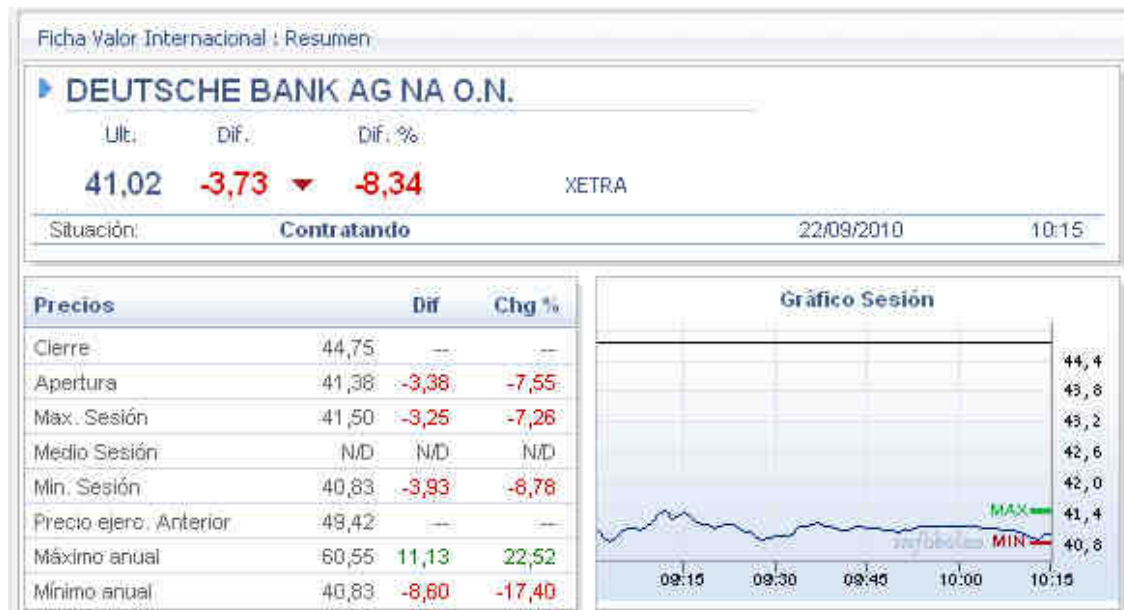 Ficha Valor Internacional : Resumen
DEUTSCHE BANK AG NA O.N.
Ult. Dif. Dif. %
41,02 -3,73 -8,34 XETRA
Situación: Contratando 22/09/2010 10:15
Precios Dif Chg %
Cierre 44,75 -- --
Apertura 41,38 -3,38 -7,55
Max. Sesión 41,50 -3,25 -7,26
Medio Sesión N/D N/D N/D
Min. Sesión 40,83 -3,93 -8,78
Precio ejerc. Anterior 49,42 -- --
Máximo anual 60,55 11,13 22,52
Mínimo anual 40,83 -8,60 -17,40
Gráfico Sesión
44,4
43,8
43,2
42,6
42,0
MAX 41,4
infobolsa MIN 40,8
09:15 09:30 09:45 10:00 10:15